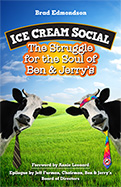 Brad Edmondson
ICE CREAM SOCIAL
The Struggle
for the Soul of
Ben & Jerry's
Foreword by Annie Leonard
Epilogue by Jeff Furman, Chairman, Ben & Jerry's
Board of Directors